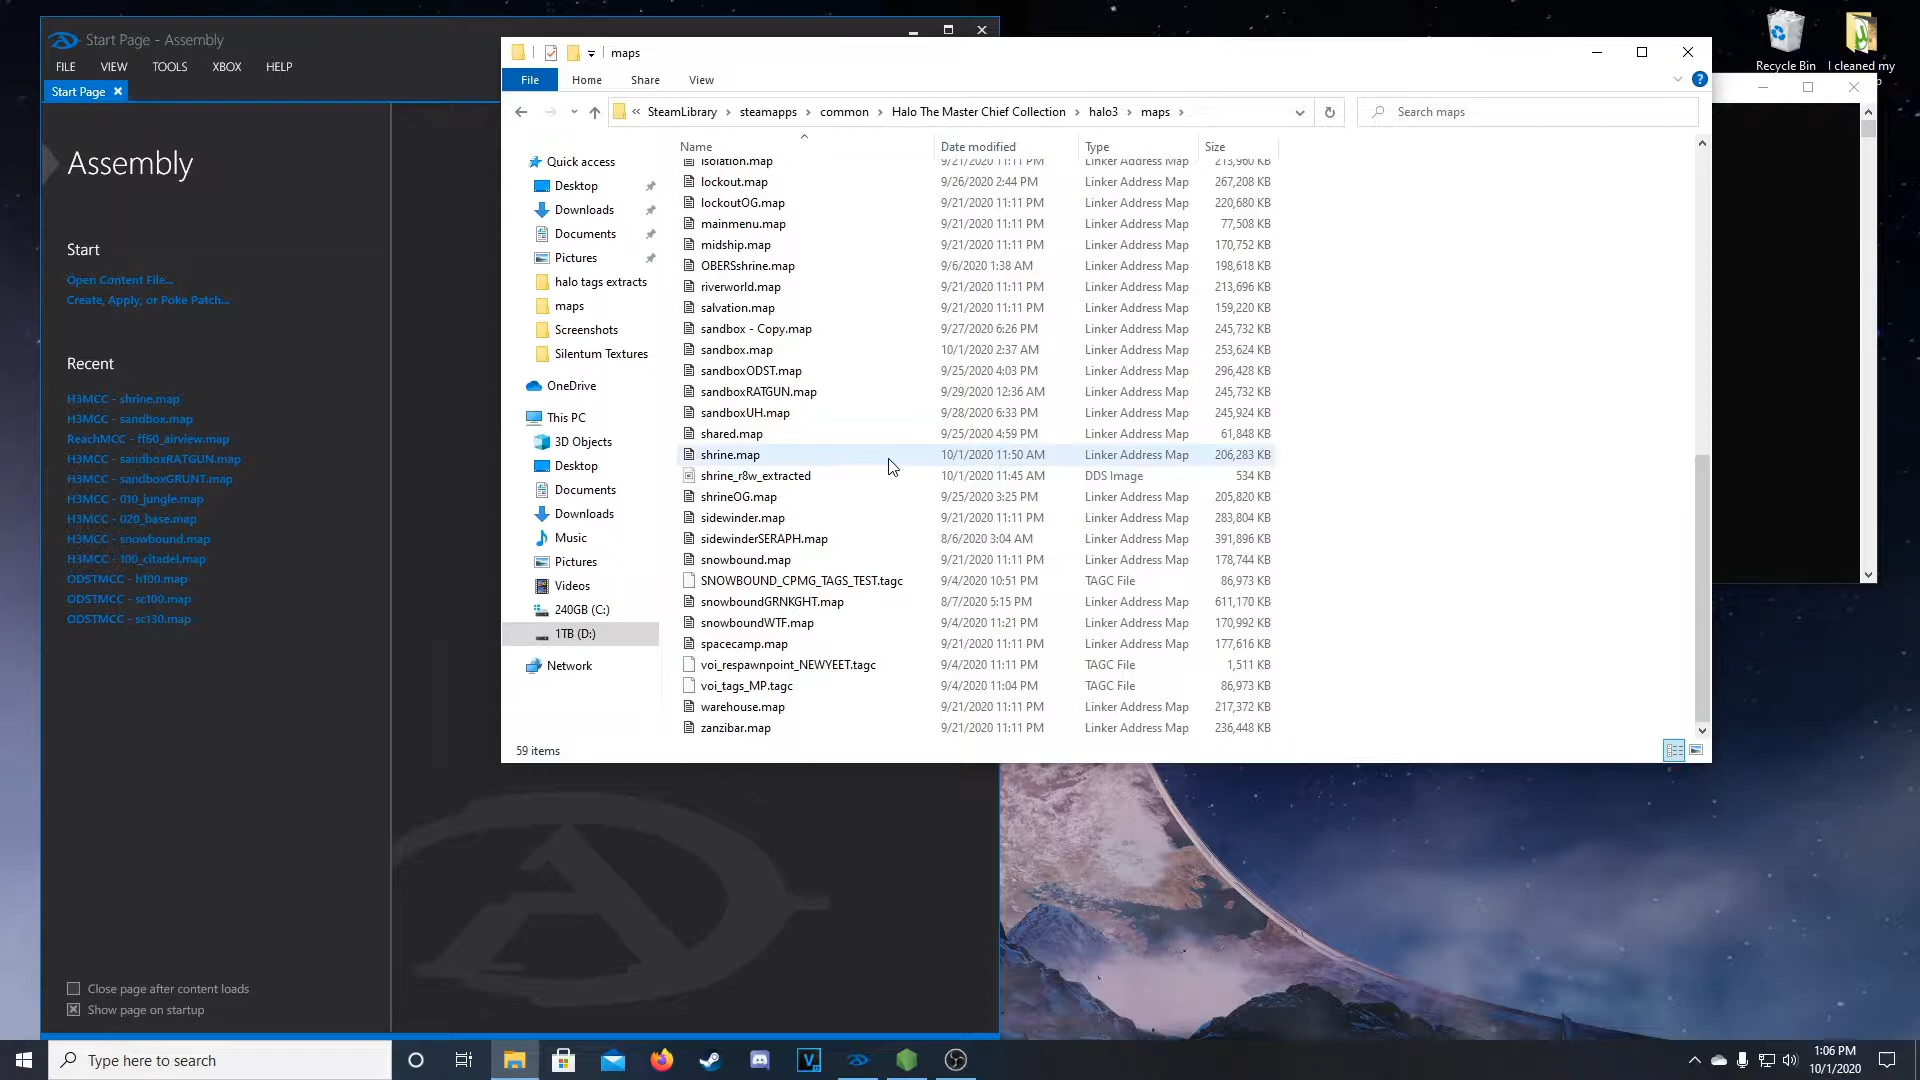 Start Page - Assembly
FILE VIEW TOOLS XBOX HELP
Start Page
Assembly
Start
Open Content File...
Create, Apply, or Poke Patch...
Recent
H3MCC - shrine.map
H3MCC - sandbox.map
ReachMCC - ff60_airview.map
H3MCC - sandboxRATGUN.map
H3MCC - sandboxGRUNT.map
H3MCC - 010_jungle.map
H3MCC - 020_base.map
H3MCC - snowbound.map
H3MCC - 100_citadel.map
ODSTMCC - h100.map
ODSTMCC - sc100.map
ODSTMCC - sc130.map
Close page after content loads
Show page on startup
maps
File Home Share View
« SteamLibrary › steamapps › common › Halo The Master Chief Collection › halo3 › maps ›
Search maps
Quick access
Desktop
Downloads
Documents
Pictures
halo tags extracts
maps
Screenshots
Silentum Textures
OneDrive
This PC
3D Objects
Desktop
Documents
Downloads
Music
Pictures
Videos
240GB (C:)
1TB (D:)
Network
Name Date modified Type Size
isolation.map 9/21/2020 11:11 PM Linker Address Map 213,960 KB
lockout.map 9/26/2020 2:44 PM Linker Address Map 267,208 KB
lockoutOG.map 9/21/2020 11:11 PM Linker Address Map 220,680 KB
mainmenu.map 9/21/2020 11:11 PM Linker Address Map 77,508 KB
midship.map 9/21/2020 11:11 PM Linker Address Map 170,752 KB
OBERSshrine.map 9/6/2020 1:38 AM Linker Address Map 198,618 KB
riverworld.map 9/21/2020 11:11 PM Linker Address Map 213,696 KB
salvation.map 9/21/2020 11:11 PM Linker Address Map 159,220 KB
sandbox - Copy.map 9/27/2020 6:26 PM Linker Address Map 245,732 KB
sandbox.map 10/1/2020 2:37 AM Linker Address Map 253,624 KB
sandboxODST.map 9/25/2020 4:03 PM Linker Address Map 296,428 KB
sandboxRATGUN.map 9/29/2020 12:36 AM Linker Address Map 245,732 KB
sandboxUH.map 9/28/2020 6:33 PM Linker Address Map 245,924 KB
shared.map 9/25/2020 4:59 PM Linker Address Map 61,848 KB
shrine.map 10/1/2020 11:50 AM Linker Address Map 206,283 KB
shrine_r8w_extracted 10/1/2020 11:45 AM DDS Image 534 KB
shrineOG.map 9/25/2020 3:25 PM Linker Address Map 205,820 KB
sidewinder.map 9/21/2020 11:11 PM Linker Address Map 283,804 KB
sidewinderSERAPH.map 8/6/2020 3:04 AM Linker Address Map 391,896 KB
snowbound.map 9/21/2020 11:11 PM Linker Address Map 178,744 KB
SNOWBOUND_CPMG_TAGS_TEST.tagc 9/4/2020 10:51 PM TAGC File 86,973 KB
snowboundGRNKGHT.map 8/7/2020 5:15 PM Linker Address Map 611,170 KB
snowboundWTF.map 9/4/2020 11:21 PM Linker Address Map 170,992 KB
spacecamp.map 9/21/2020 11:11 PM Linker Address Map 177,616 KB
voi_respawnpoint_NEWYEET.tagc 9/4/2020 11:11 PM TAGC File 1,511 KB
voi_tags_MP.tagc 9/4/2020 11:04 PM TAGC File 86,973 KB
warehouse.map 9/21/2020 11:11 PM Linker Address Map 217,372 KB
zanzibar.map 9/21/2020 11:11 PM Linker Address Map 236,448 KB
59 items
Recycle Bin
I cleaned my
Type here to search
1:06 PM
10/1/2020